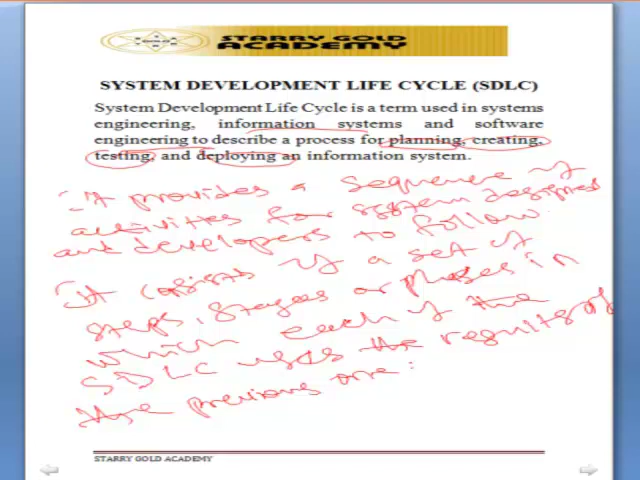 STARRY GOLD
ACADEMY
SYSTEM DEVELOPMENT LIFE CYCLE (SDLC)
System Development Life Cycle is a term used in systems
engineering, information systems and software
engineering to describe a process for planning, creating,
testing, and deploying an information system.
It provides a sequence of
activities for system designed
and developers to follow.
It consists of a set of
steps, stages or phases in
which each of the
SDLC uses the results of
the previous one.
STARRY GOLD ACADEMY